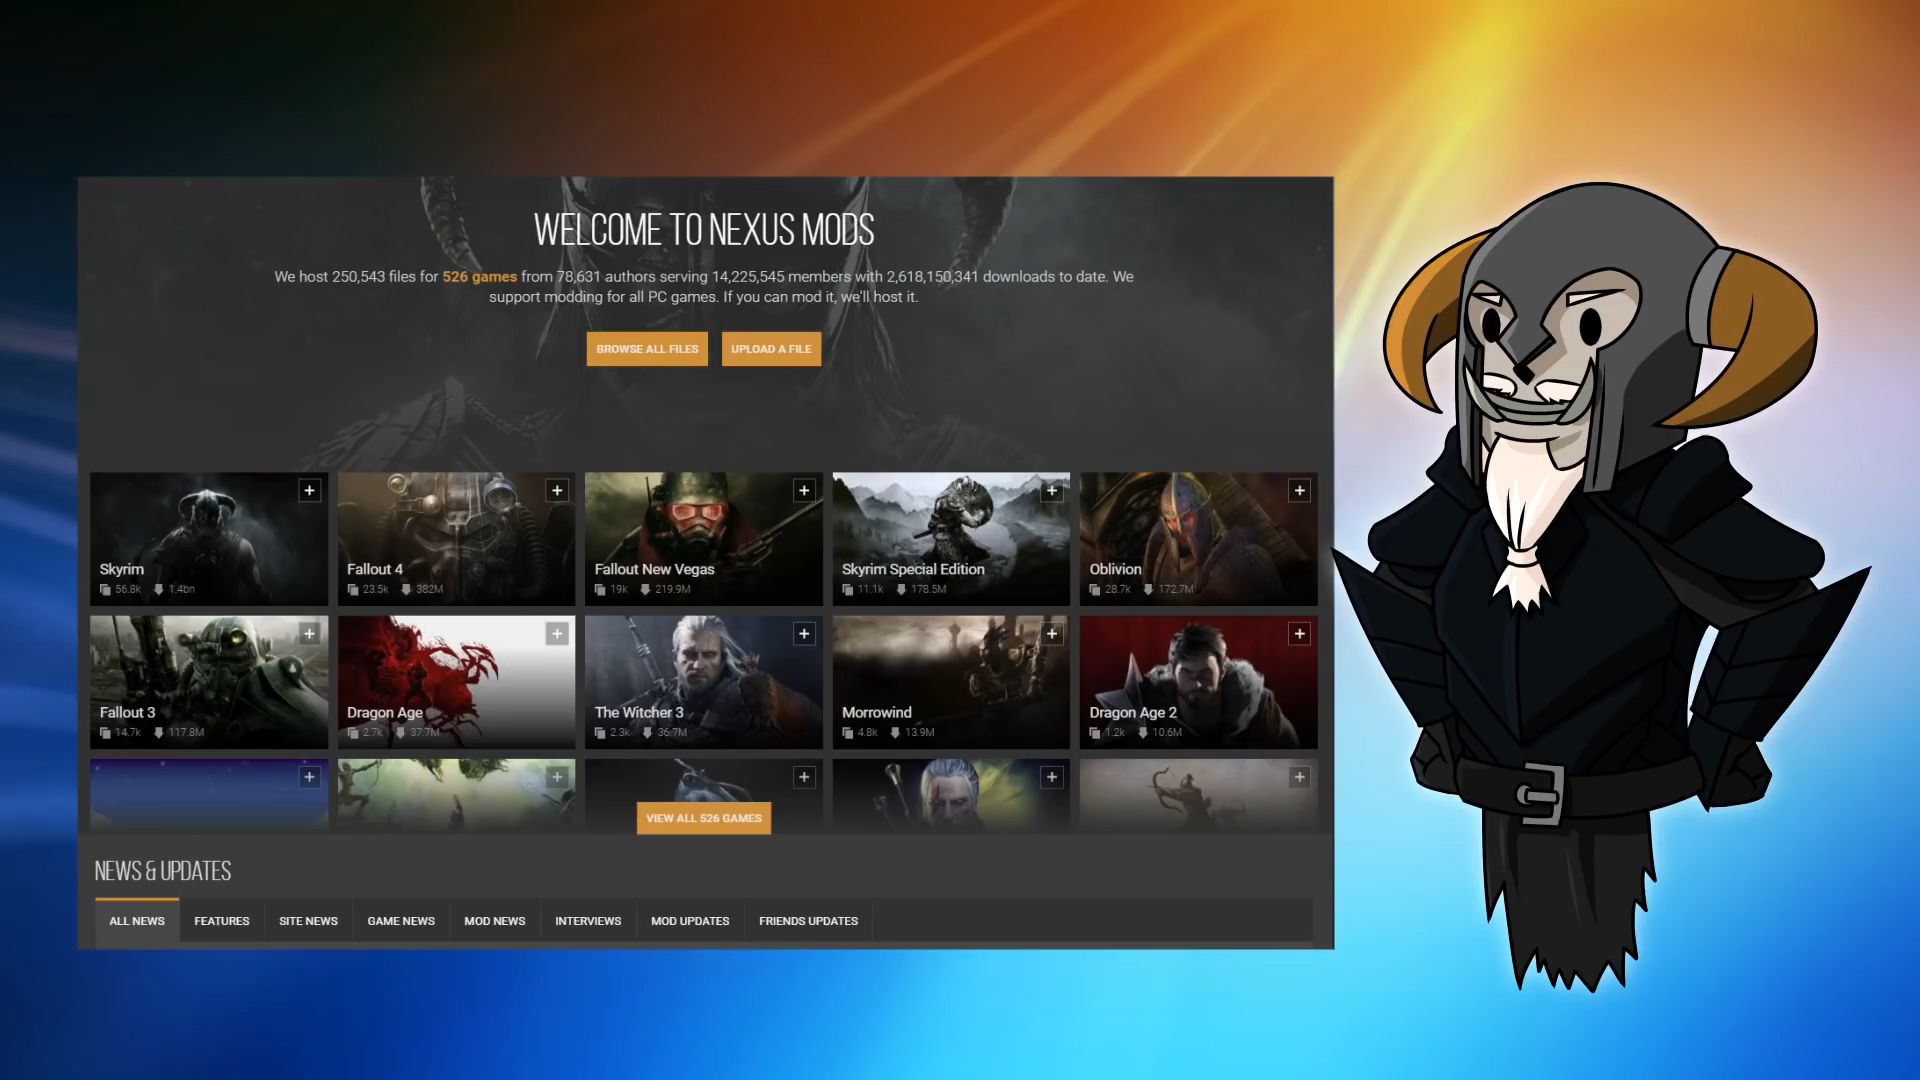 WELCOME TO NEXUS MODS
We host 250,543 files for 526 games from 78,631 authors serving 14,225,545 members with 2,618,150,341 downloads to date. We
support modding for all PC games. If you can mod it, we'll host it.
BROWSE ALL FILES UPLOAD A FILE
Skyrim
56.8k 1.4bn
Fallout 4
23.5k 382M
Fallout New Vegas
19k 219.9M
Skyrim Special Edition
11.1k 178.5M
Oblivion
28.7k 172.7M
Fallout 3
14.7k 117.8M
Dragon Age
2.7k 37.7M
The Witcher 3
2.3k 36.7M
Morrowind
4.8k 13.9M
Dragon Age 2
1.2k 10.6M
VIEW ALL 526 GAMES
NEWS & UPDATES
ALL NEWS FEATURES SITE NEWS GAME NEWS MOD NEWS INTERVIEWS MOD UPDATES FRIENDS UPDATES